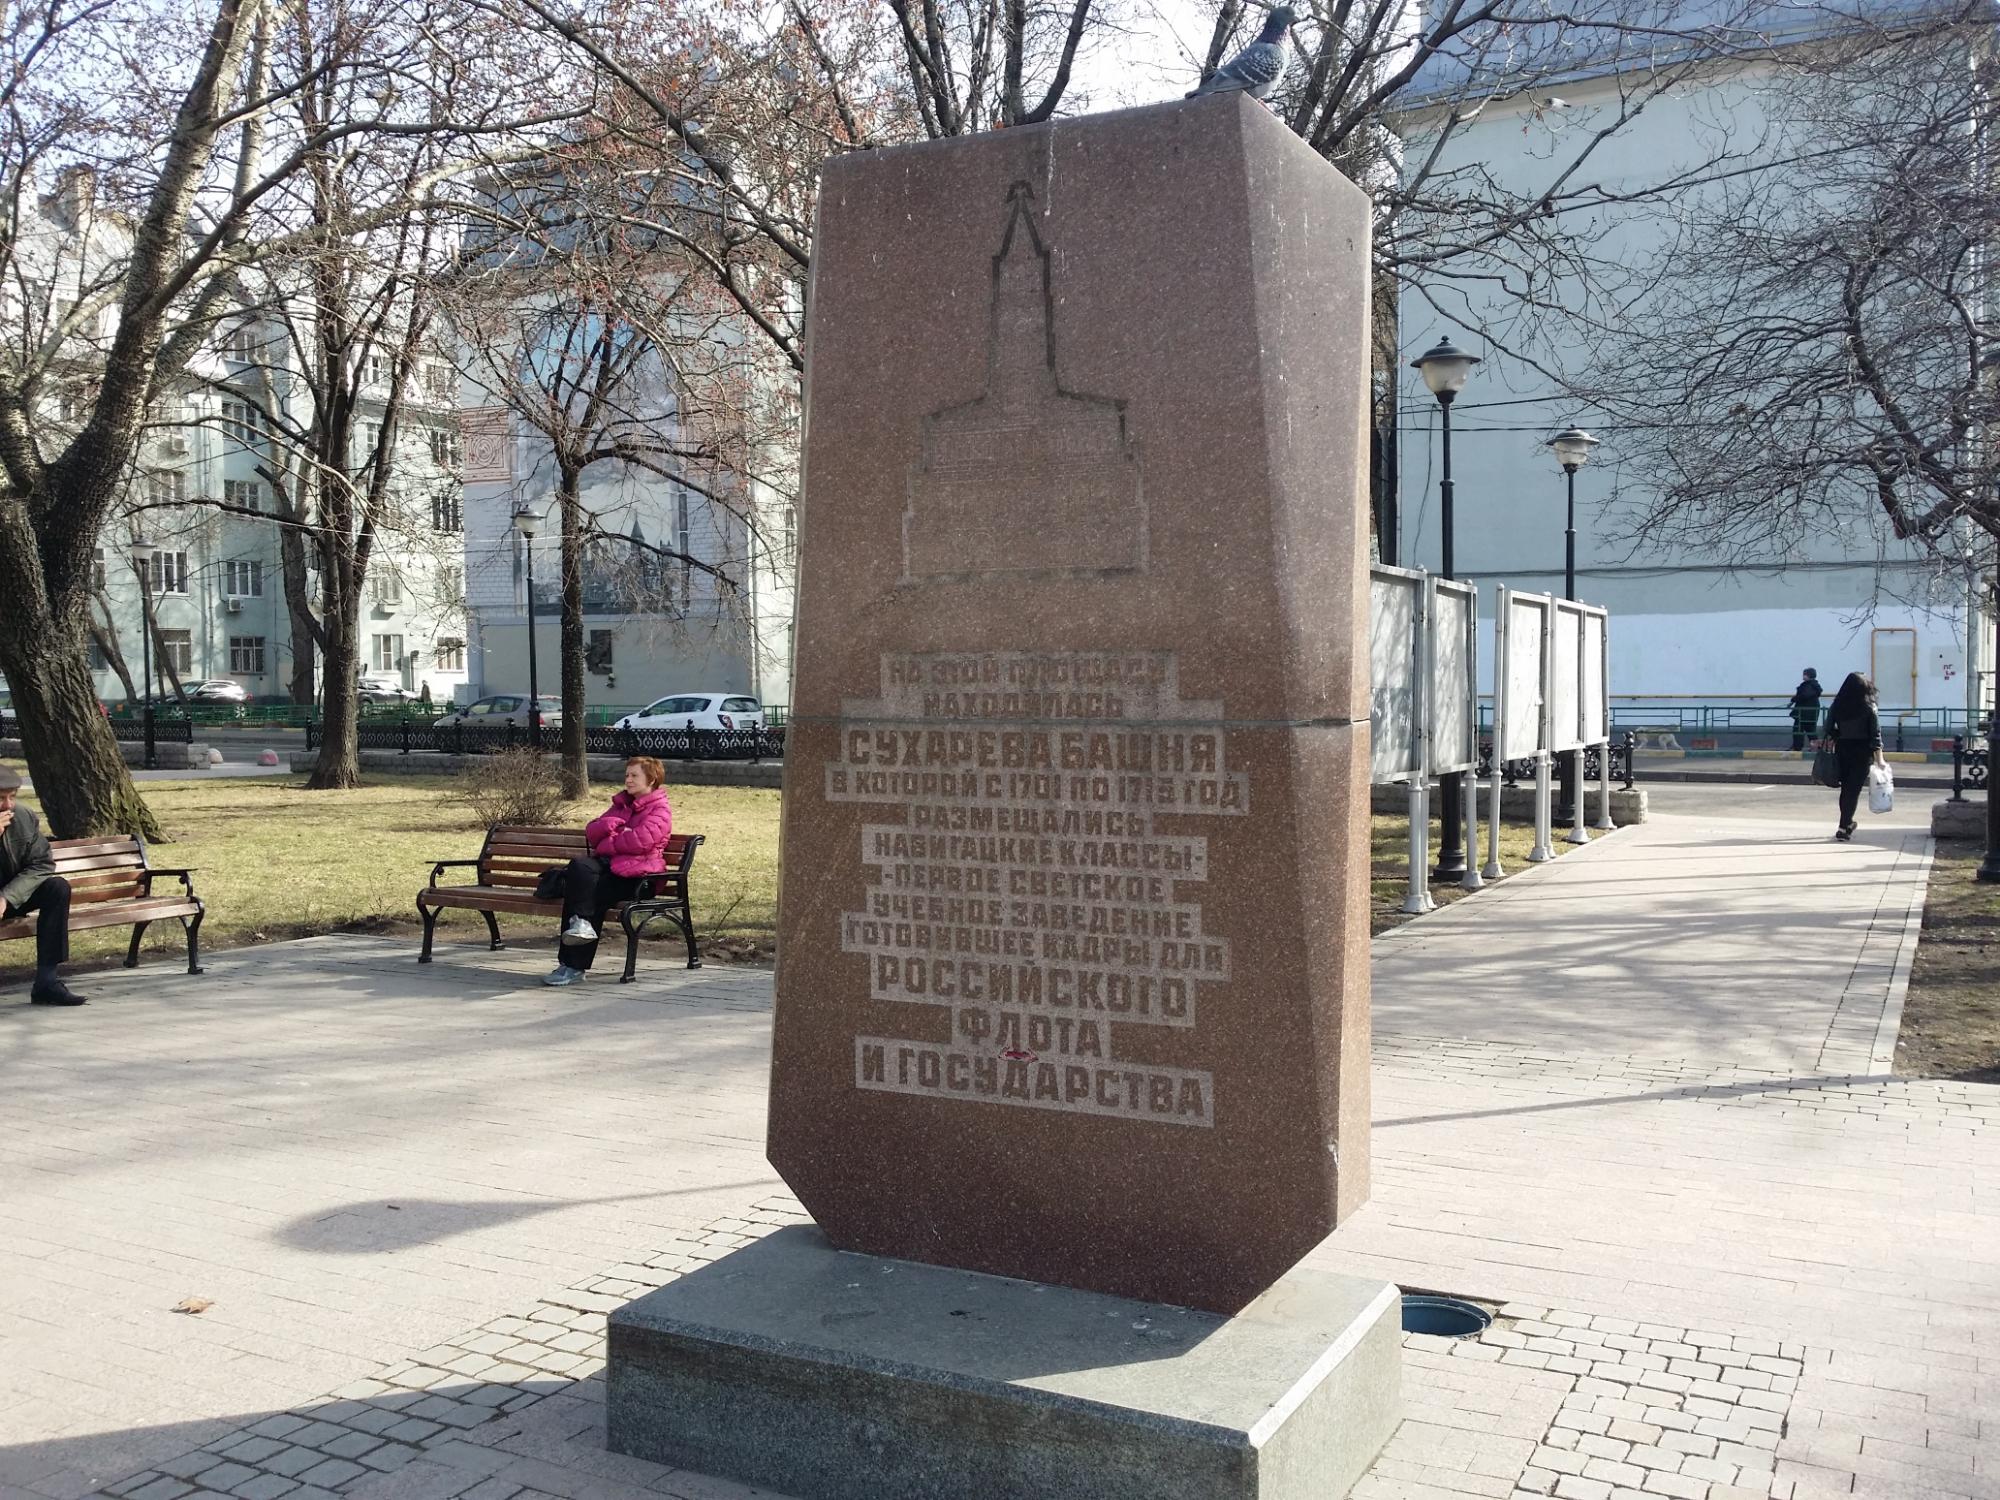 НА ЭТОЙ ПЛОЩАДИ
НАХОДИЛАСЬ
СУХАРЕВА БАШНЯ
В КОТОРОЙ С 1701 ПО 1715 ГОД
РАЗМЕЩАЛИСЬ
НАВИГАЦКИЕ КЛАССЫ-
-ПЕРВОЕ СВЕТСКОЕ
УЧЕБНОЕ ЗАВЕДЕНИЕ
ГОТОВИВШЕЕ КАДРЫ ДЛЯ
РОССИЙСКОГО
ФЛОТА
И ГОСУДАРСТВА